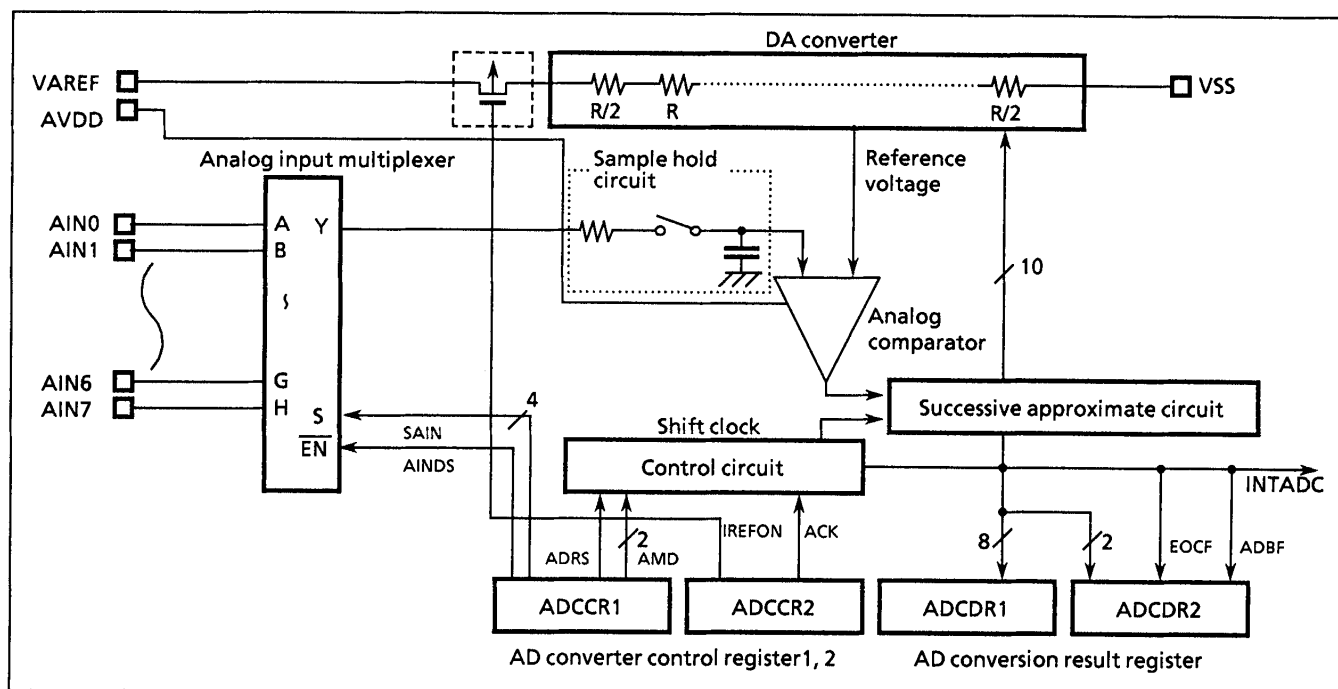 DA converter
VAREF
AVDD
R/2
R
R/2
VSS
Analog input multiplexer
Sample hold
circuit
Reference
voltage
AIN0
AIN1
A
Y
B
10
Analog
comparator
AIN6
AIN7
G
H
S
EN
4
SAIN
AINDS
Successive approximate circuit
Shift clock
Control circuit
INTADC
ADRS
2
AMD
IREFON
ACK
8
2
EOCF
ADBF
ADCCR1
ADCCR2
ADCDR1
ADCDR2
AD converter control register1, 2
AD conversion result register